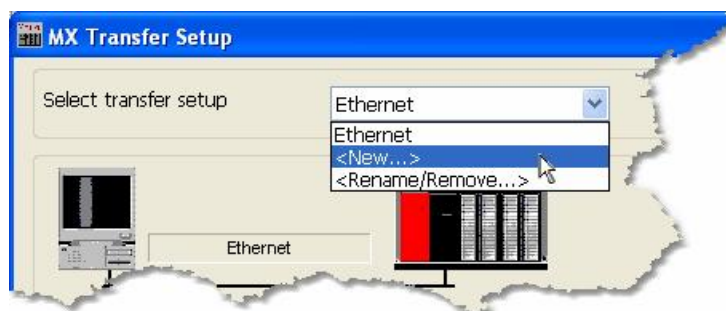 MX Transfer Setup
Select transfer setup
Ethernet
Ethernet
<New...>
<Rename/Remove...>
Ethernet